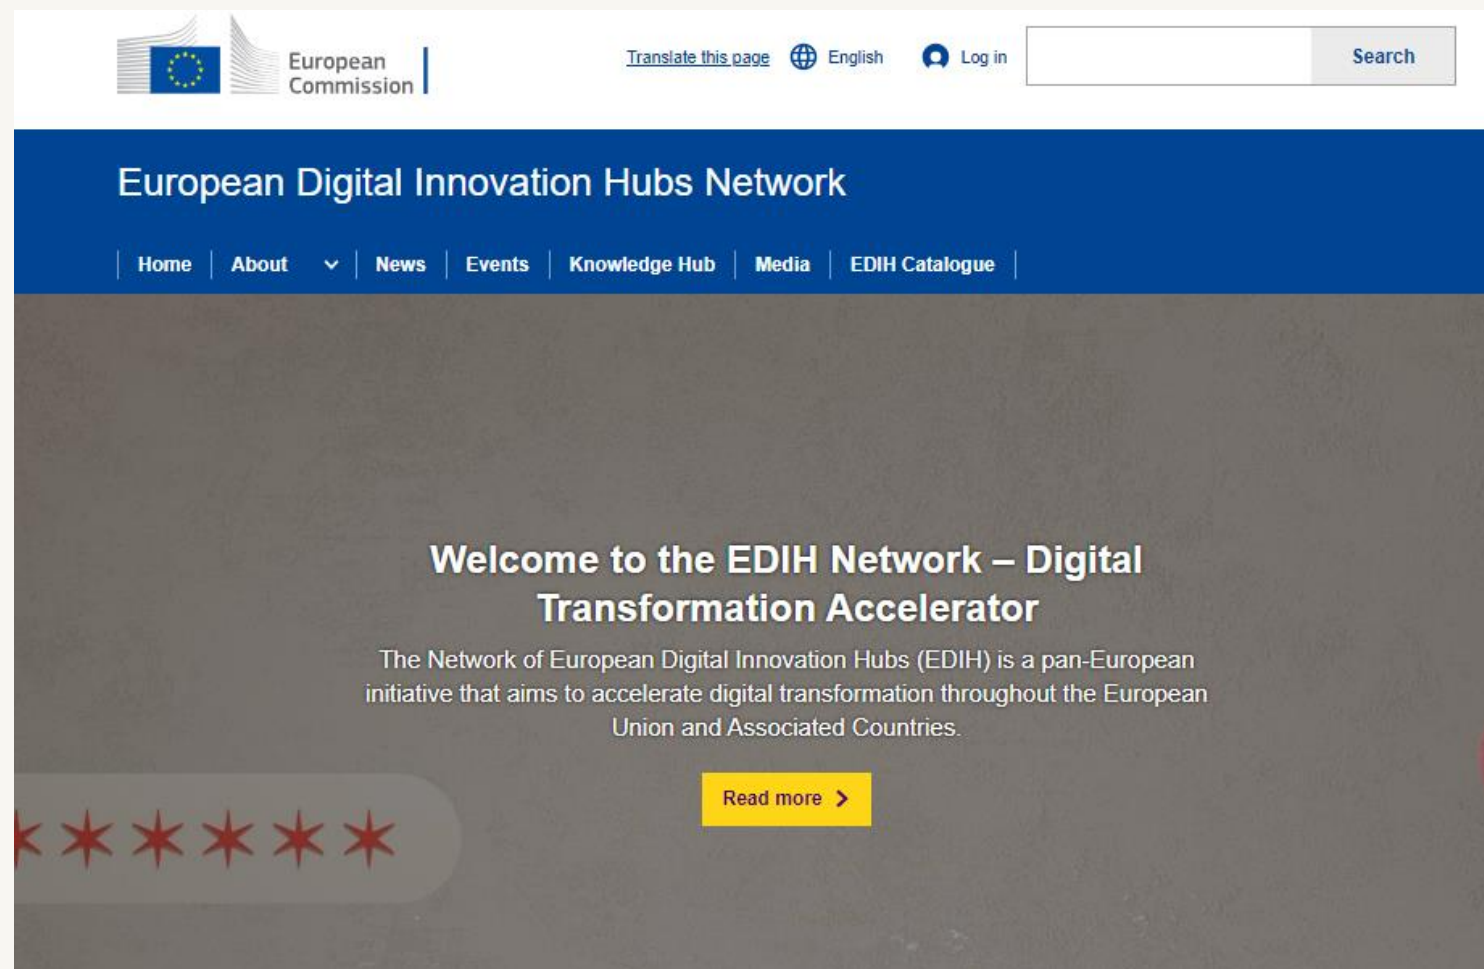 European
Commission
Translate this page English Log in Search
European Digital Innovation Hubs Network
Home About News Events Knowledge Hub Media EDIH Catalogue
Welcome to the EDIH Network – Digital
Transformation Accelerator
The Network of European Digital Innovation Hubs (EDIH) is a pan-European
initiative that aims to accelerate digital transformation throughout the European
Union and Associated Countries.
Read more